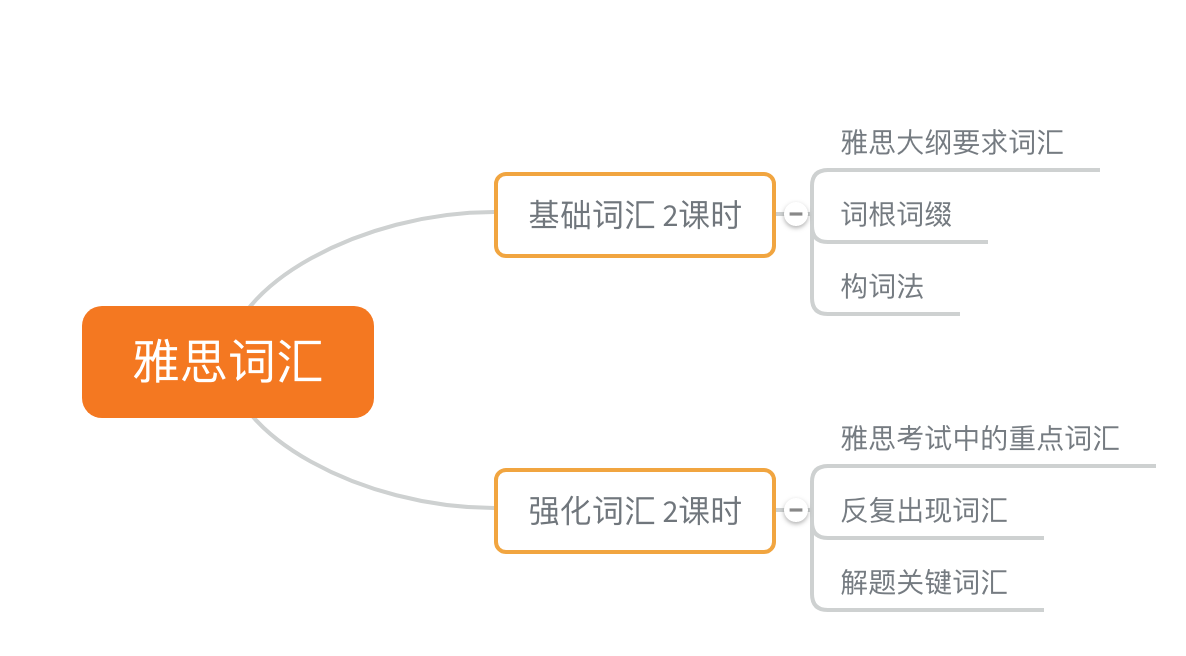 雅思词汇
基础词汇 2课时
雅思大纲要求词汇
词根词缀
构词法
强化词汇 2课时
雅思考试中的重点词汇
反复出现词汇
解题关键词汇